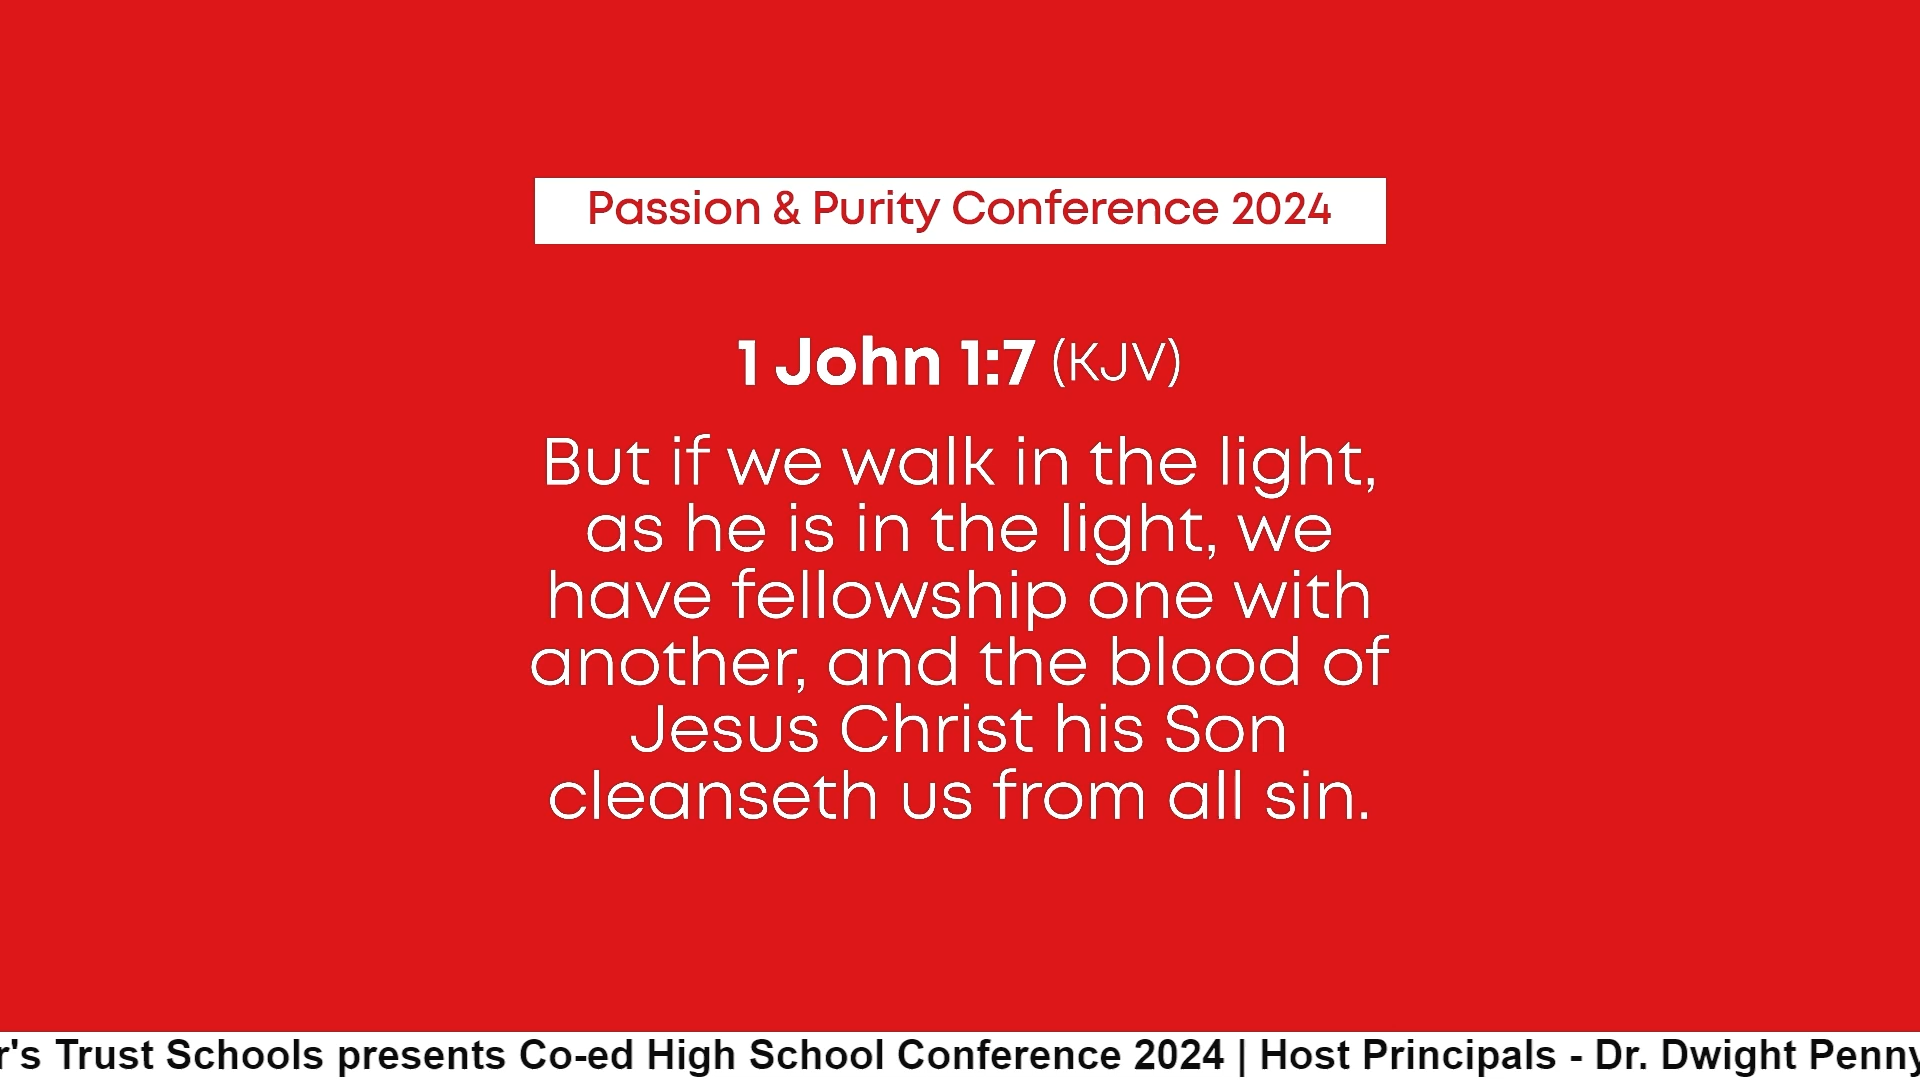 Passion & Purity Conference 2024
1 John 1:7 (KJV)
But if we walk in the light,
as he is in the light, we
have fellowship one with
another, and the blood of
Jesus Christ his Son
cleanseth us from all sin.
r's Trust Schools presents Co-ed High School Conference 2024 | Host Principals - Dr. Dwight Penny